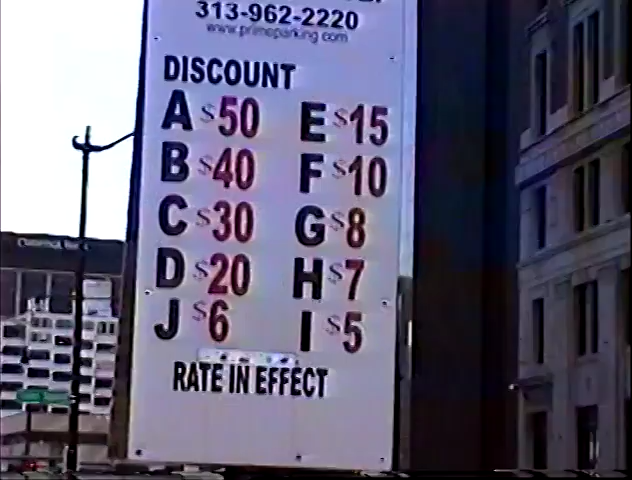 313-962-2220
www.primeparking.com
DISCOUNT
A $50 E $15
B $40 F $10
C $30 G $8
D $20 H $7
J $6 I $5
RATE IN EFFECT